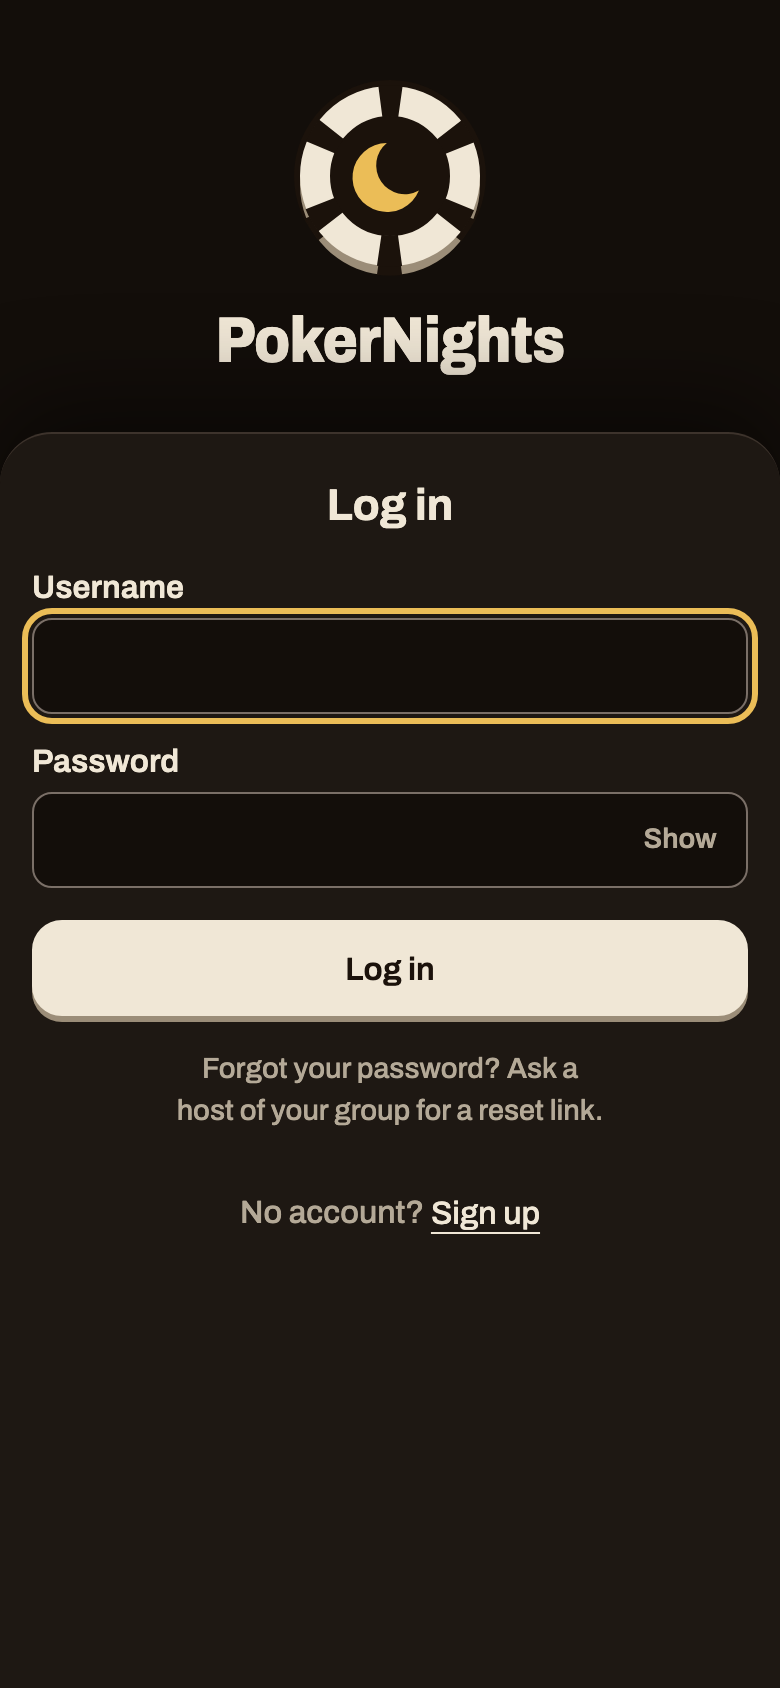 PokerNights
Log in
Username
Password
Show
Log in
Forgot your password? Ask a
host of your group for a reset link.
No account? Sign up